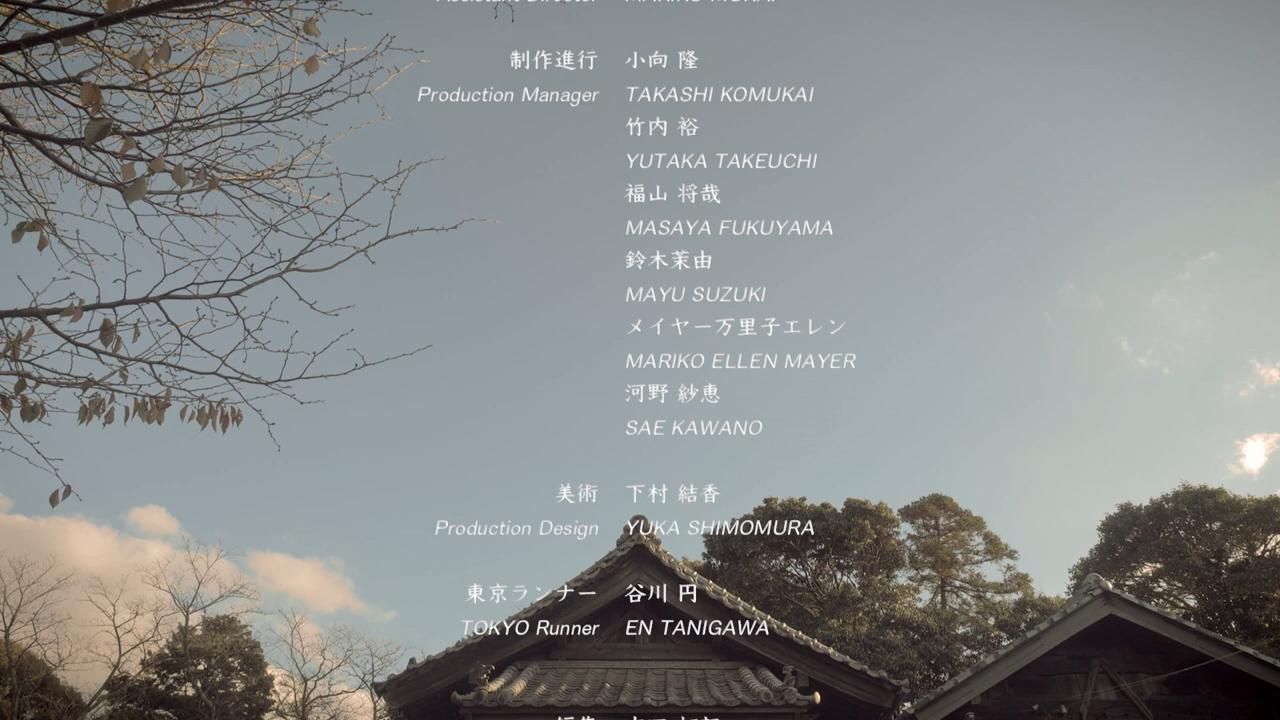 制作進行 小向 隆
Production Manager TAKASHI KOMUKAI
竹内 裕
YUTAKA TAKEUCHI
福山 将哉
MASAYA FUKUYAMA
鈴木茉由
MAYU SUZUKI
メイヤー万里子エレン
MARIKO ELLEN MAYER
河野 紗恵
SAE KAWANO
美術 下村 結香
Production Design YUKA SHIMOMURA
東京ランナー 谷川 円
TOKYO Runner EN TANIGAWA